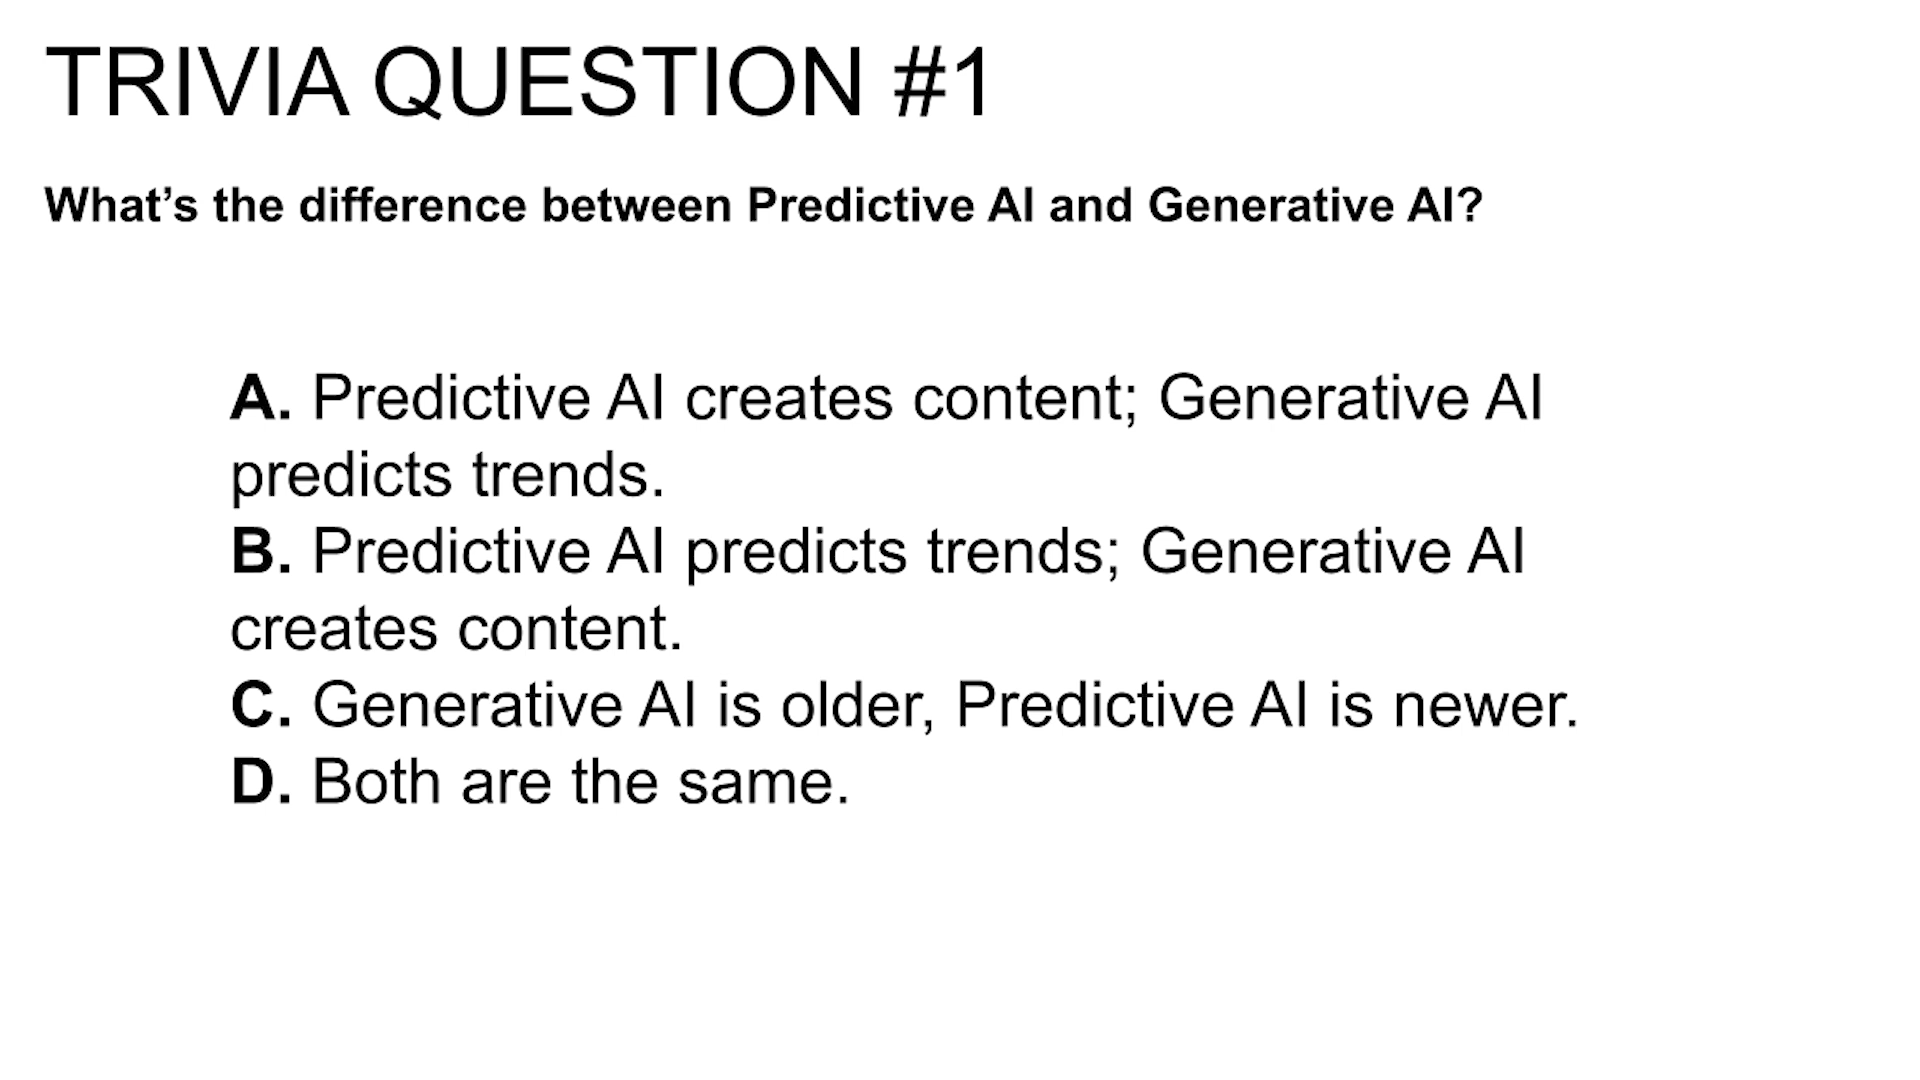 TRIVIA QUESTION #1
What’s the difference between Predictive AI and Generative AI?
A. Predictive AI creates content; Generative AI
predicts trends.
B. Predictive AI predicts trends; Generative AI
creates content.
C. Generative AI is older, Predictive AI is newer.
D. Both are the same.